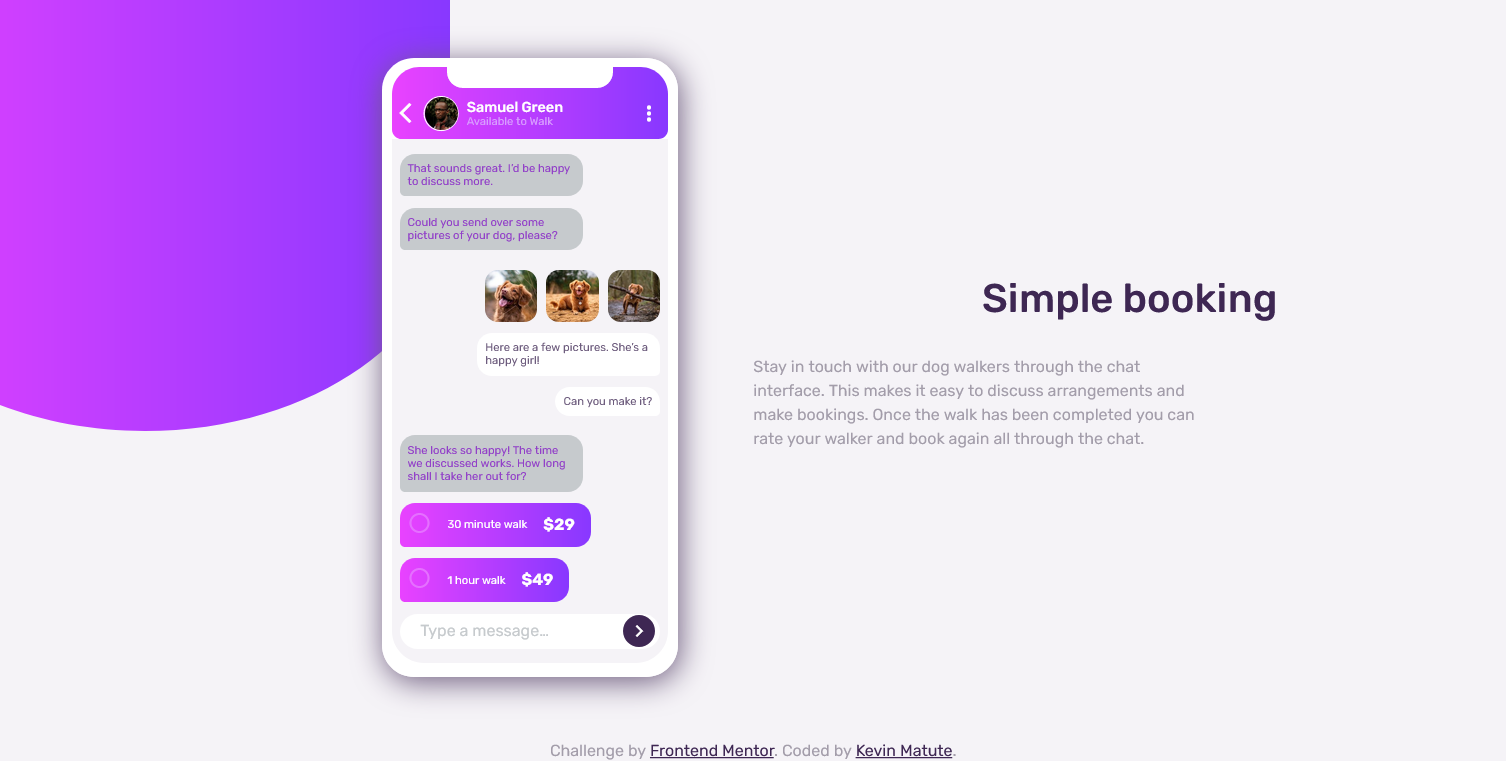 Samuel Green
Available to Walk
That sounds great. I’d be happy
to discuss more.
Could you send over some
pictures of your dog, please?
Here are a few pictures. She’s a
happy girl!
Can you make it?
She looks so happy! The time
we discussed works. How long
shall I take her out for?
30 minute walk $29
1 hour walk $49
Type a message…
Simple booking
Stay in touch with our dog walkers through the chat
interface. This makes it easy to discuss arrangements and
make bookings. Once the walk has been completed you can
rate your walker and book again all through the chat.
Challenge by Frontend Mentor. Coded by Kevin Matute.